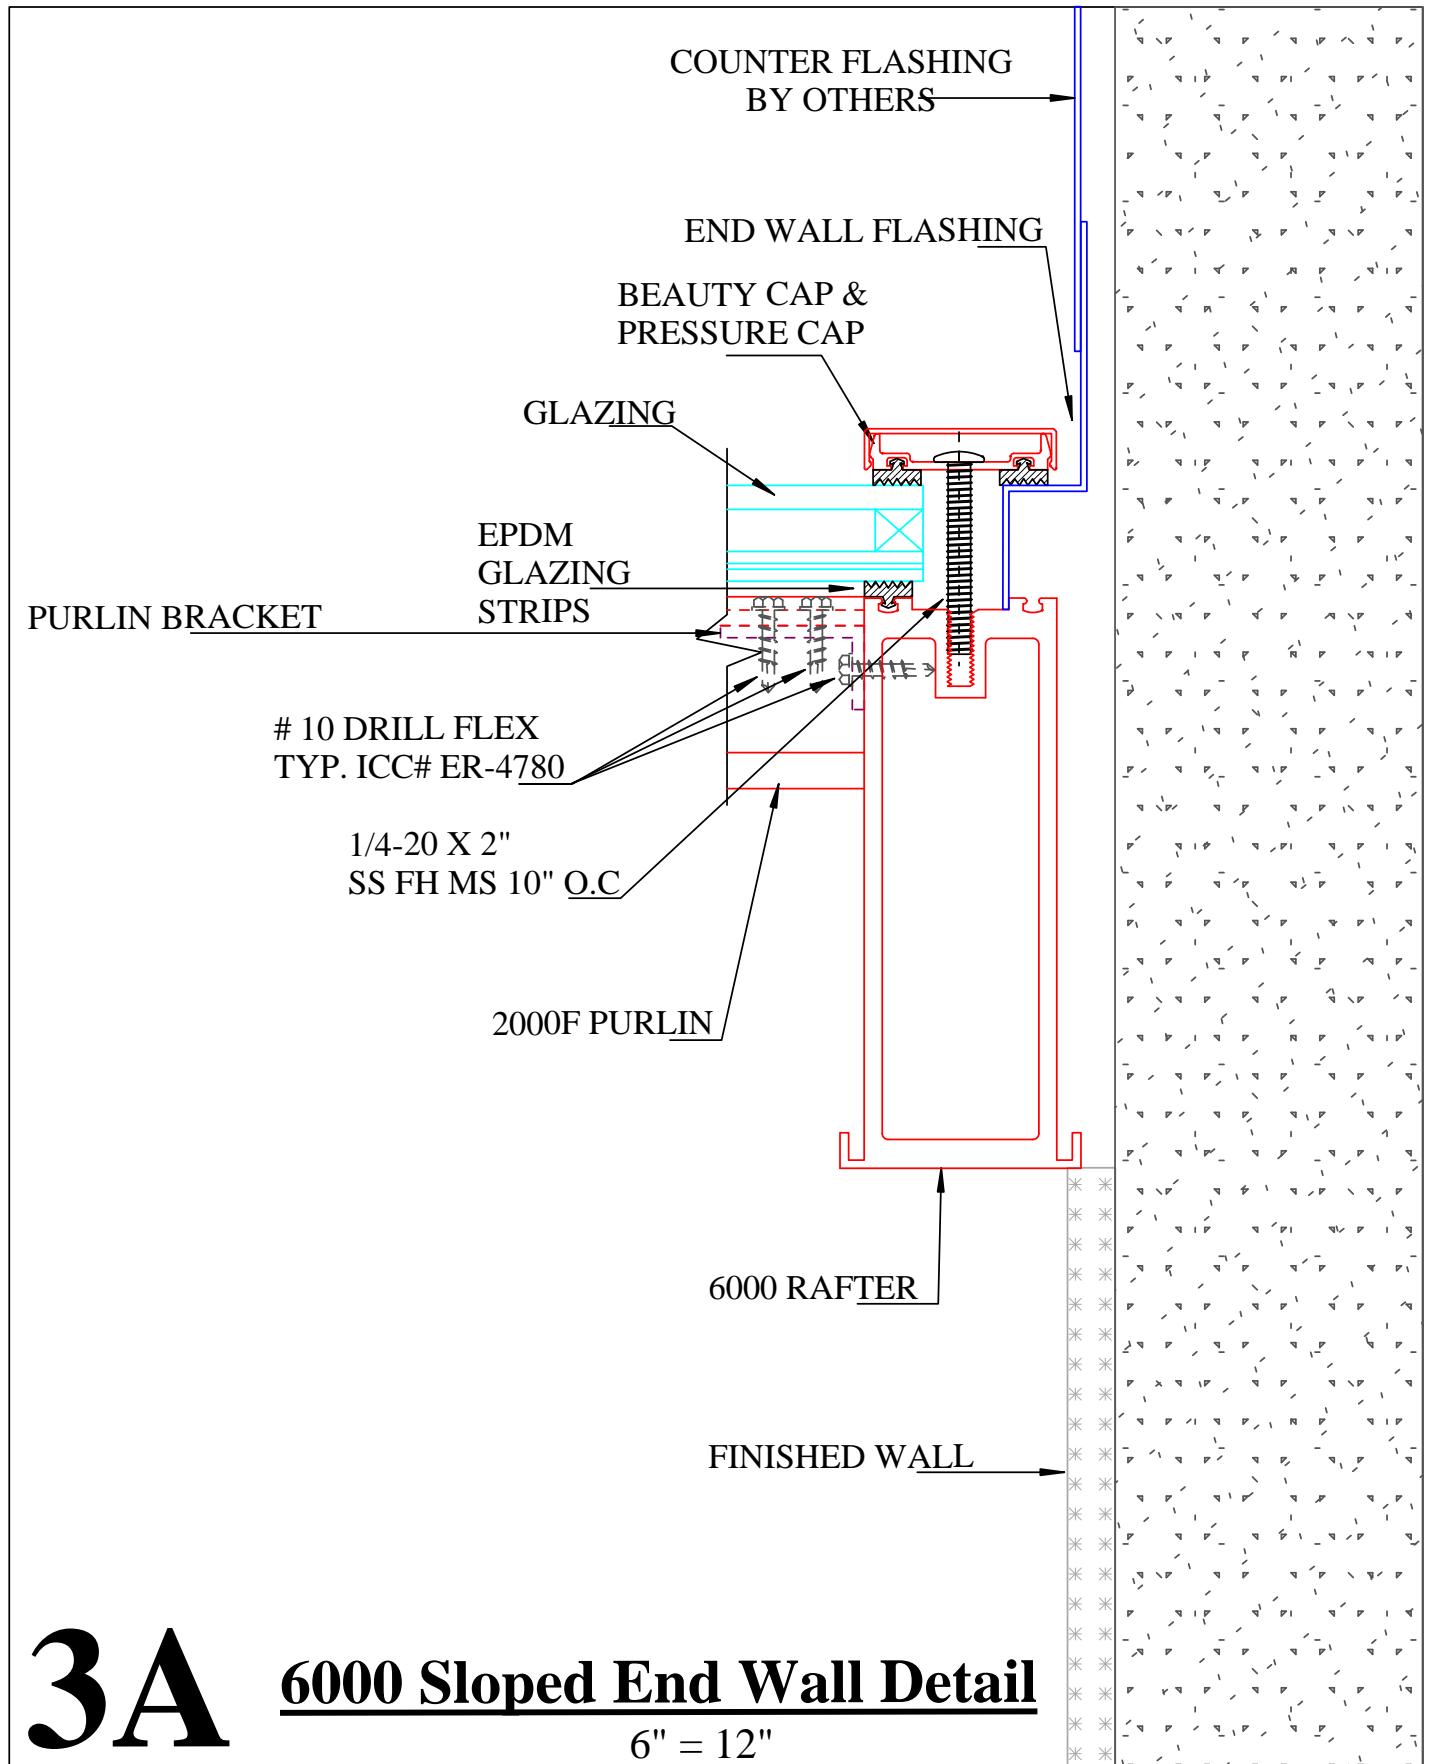 COUNTER FLASHING
BY OTHERS
END WALL FLASHING
BEAUTY CAP &
PRESSURE CAP
GLAZING
EPDM
GLAZING
STRIPS
PURLIN BRACKET
# 10 DRILL FLEX
TYP. ICC# ER-4780
1/4-20 X 2"
SS FH MS 10" O.C
2000F PURLIN
6000 RAFTER
FINISHED WALL
3A
6000 Sloped End Wall Detail
6" = 12"